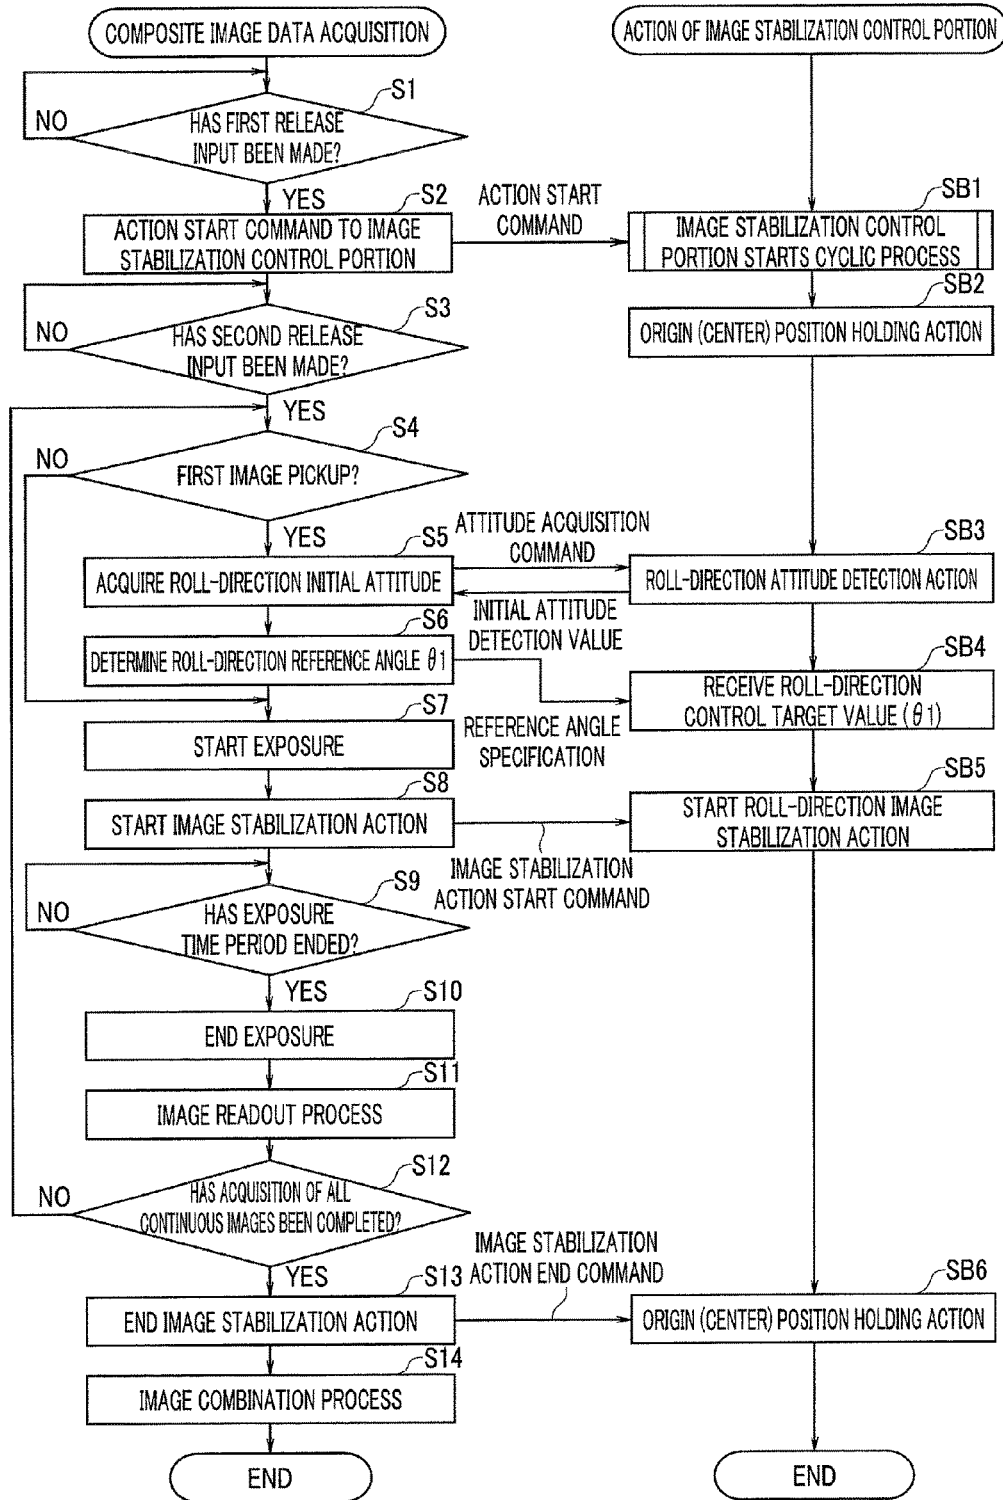 COMPOSITE IMAGE DATA ACQUISITION
ACTION OF IMAGE STABILIZATION CONTROL PORTION
S1
NO
HAS FIRST RELEASE
INPUT BEEN MADE?
YES
S2
ACTION START COMMAND TO IMAGE
STABILIZATION CONTROL PORTION
ACTION START
COMMAND
SB1
IMAGE STABILIZATION CONTROL
PORTION STARTS CYCLIC PROCESS
S3
NO
HAS SECOND RELEASE
INPUT BEEN MADE?
YES
SB2
ORIGIN (CENTER) POSITION HOLDING ACTION
S4
NO
FIRST IMAGE PICKUP?
YES
S5
ACQUIRE ROLL-DIRECTION INITIAL ATTITUDE
ATTITUDE ACQUISITION
COMMAND
SB3
ROLL-DIRECTION ATTITUDE DETECTION ACTION
INITIAL ATTITUDE
DETECTION VALUE
S6
DETERMINE ROLL-DIRECTION REFERENCE ANGLE θ1
SB4
RECEIVE ROLL-DIRECTION
CONTROL TARGET VALUE (θ1)
REFERENCE ANGLE
SPECIFICATION
S7
START EXPOSURE
S8
START IMAGE STABILIZATION ACTION
SB5
START ROLL-DIRECTION IMAGE
STABILIZATION ACTION
IMAGE STABILIZATION
ACTION START COMMAND
S9
NO
HAS EXPOSURE
TIME PERIOD ENDED?
YES
S10
END EXPOSURE
S11
IMAGE READOUT PROCESS
S12
NO
HAS ACQUISITION OF ALL
CONTINUOUS IMAGES BEEN COMPLETED?
YES
S13
END IMAGE STABILIZATION ACTION
IMAGE STABILIZATION
ACTION END COMMAND
SB6
ORIGIN (CENTER) POSITION HOLDING ACTION
S14
IMAGE COMBINATION PROCESS
END
END